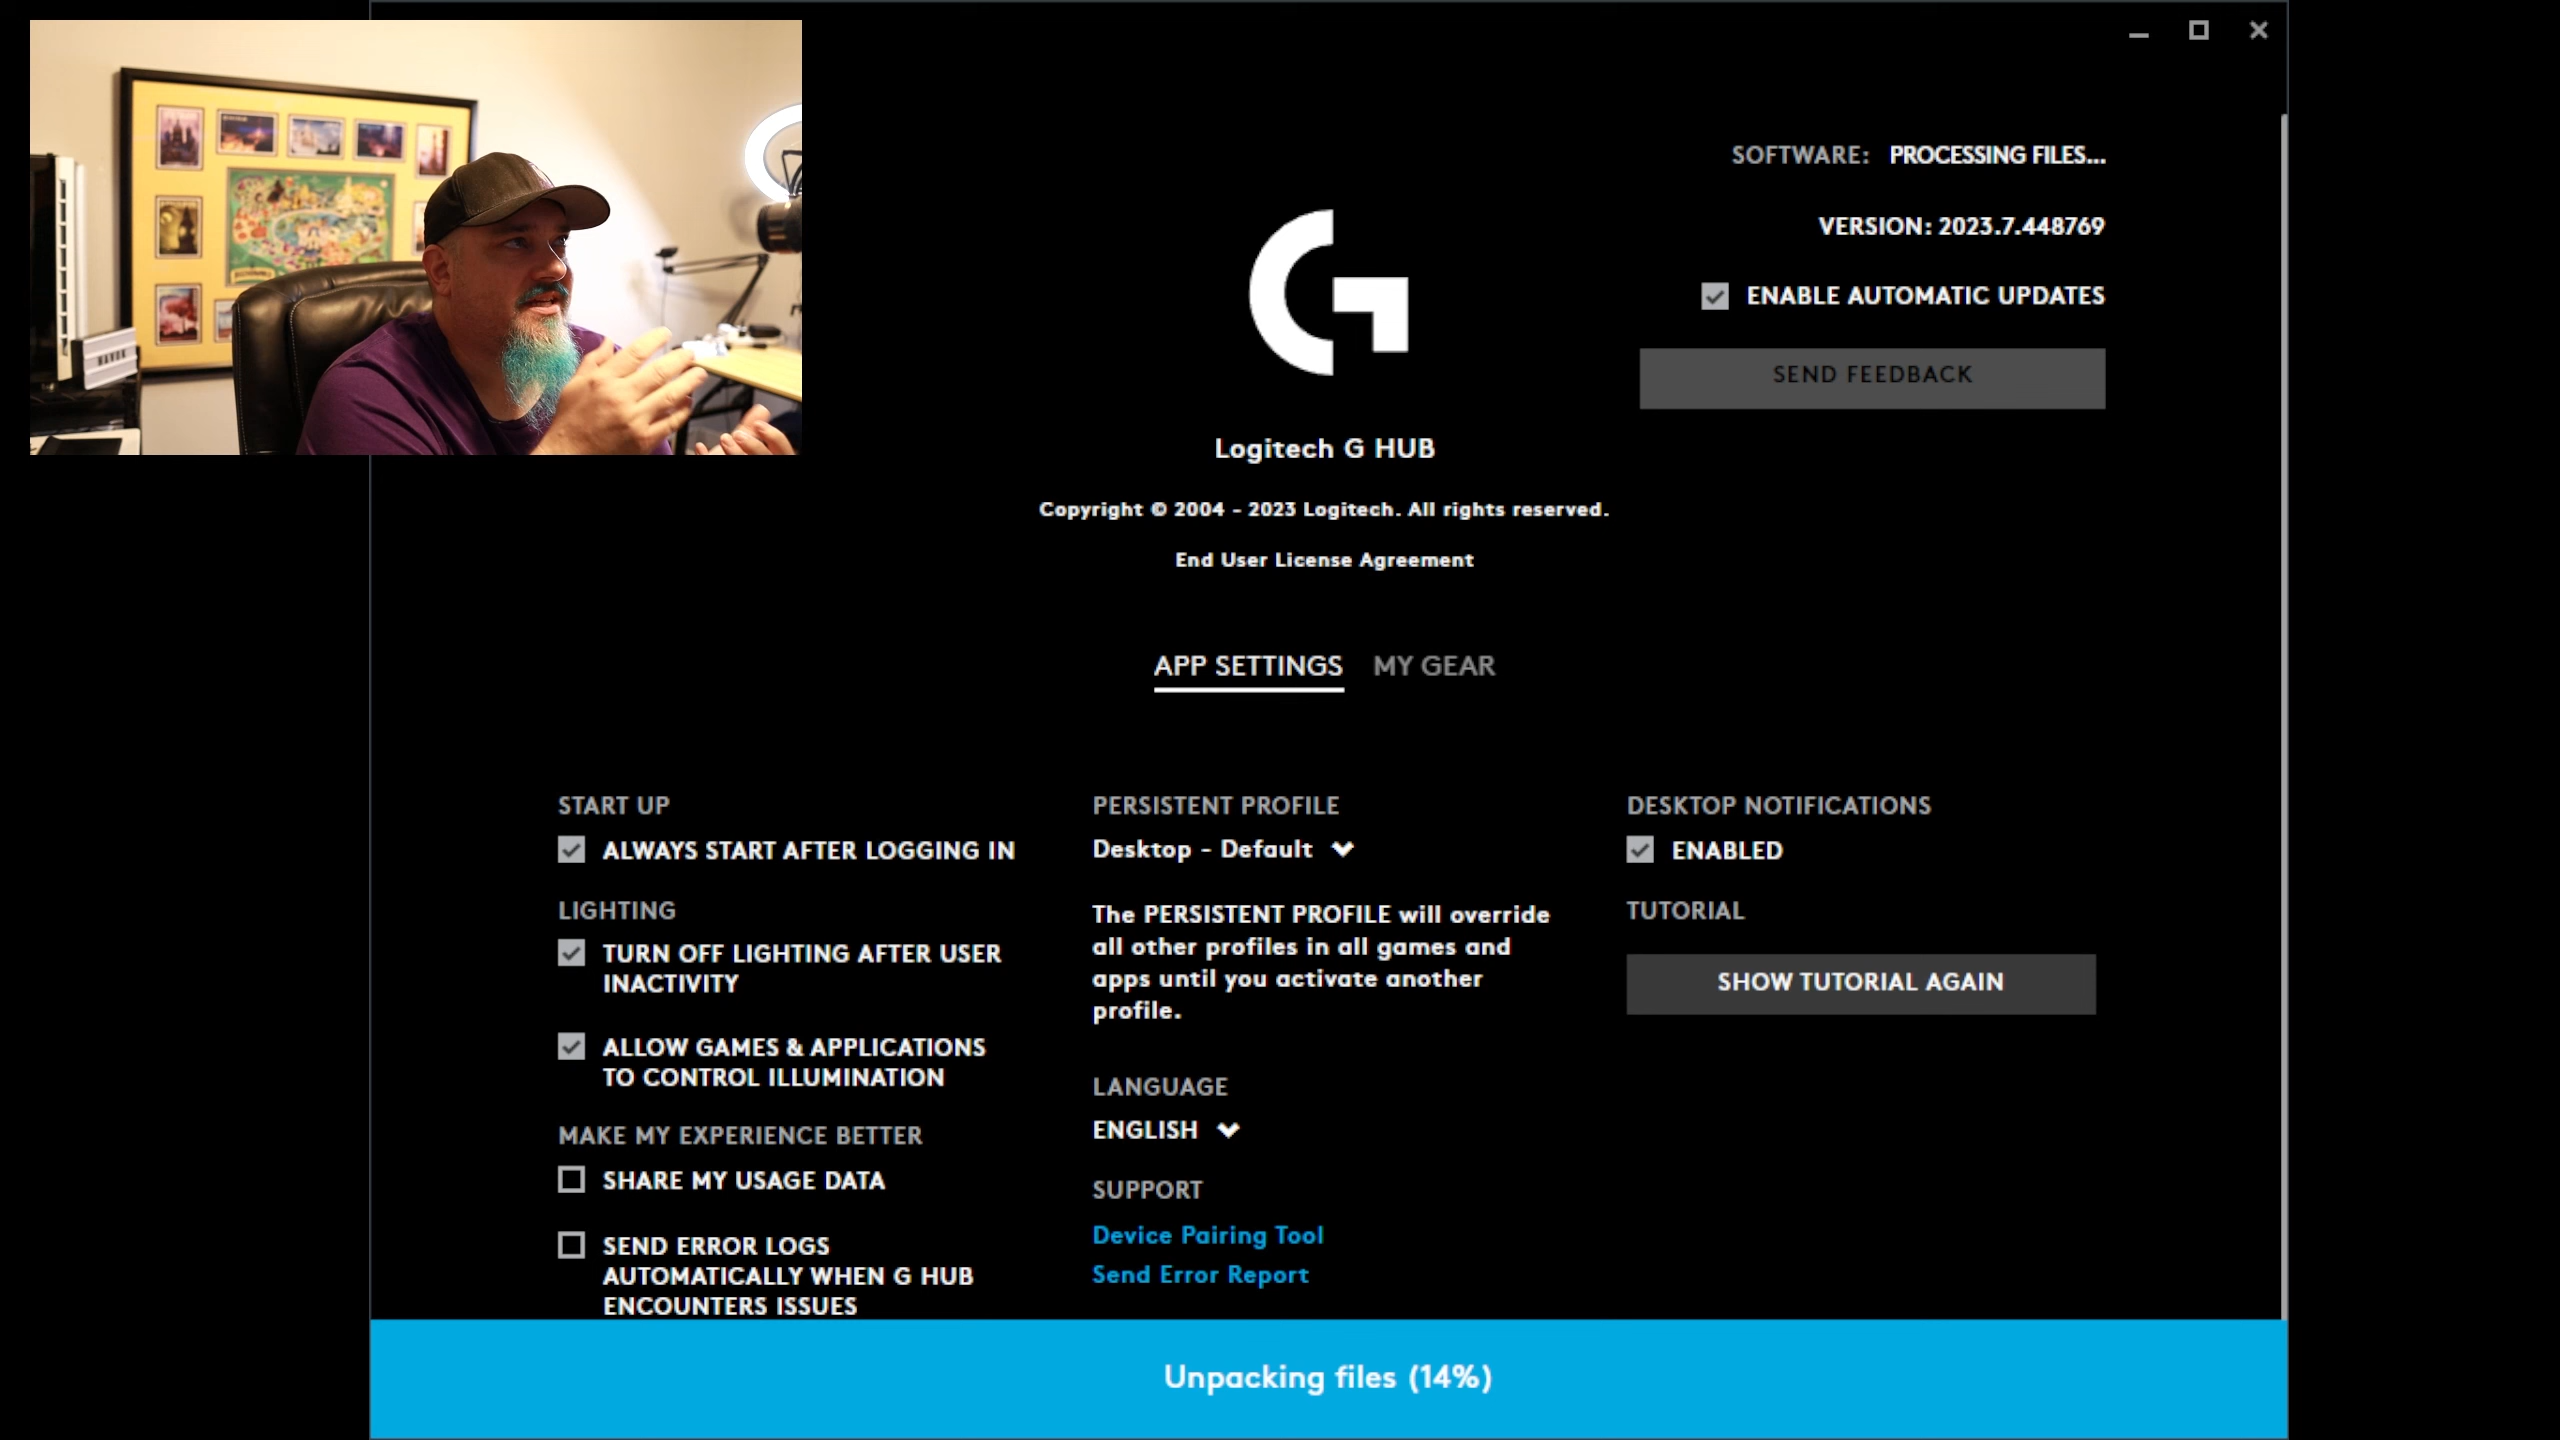 SOFTWARE: PROCESSING FILES...
VERSION: 2023.7.448769
ENABLE AUTOMATIC UPDATES
SEND FEEDBACK
Logitech G HUB
Copyright © 2004 - 2023 Logitech. All rights reserved.
End User License Agreement
APP SETTINGS MY GEAR
START UP
ALWAYS START AFTER LOGGING IN
LIGHTING
TURN OFF LIGHTING AFTER USER
INACTIVITY
ALLOW GAMES & APPLICATIONS
TO CONTROL ILLUMINATION
MAKE MY EXPERIENCE BETTER
SHARE MY USAGE DATA
SEND ERROR LOGS
AUTOMATICALLY WHEN G HUB
ENCOUNTERS ISSUES
PERSISTENT PROFILE
Desktop - Default
The PERSISTENT PROFILE will override
all other profiles in all games and
apps until you activate another
profile.
LANGUAGE
ENGLISH
SUPPORT
Device Pairing Tool
Send Error Report
DESKTOP NOTIFICATIONS
ENABLED
TUTORIAL
SHOW TUTORIAL AGAIN
Unpacking files (14%)